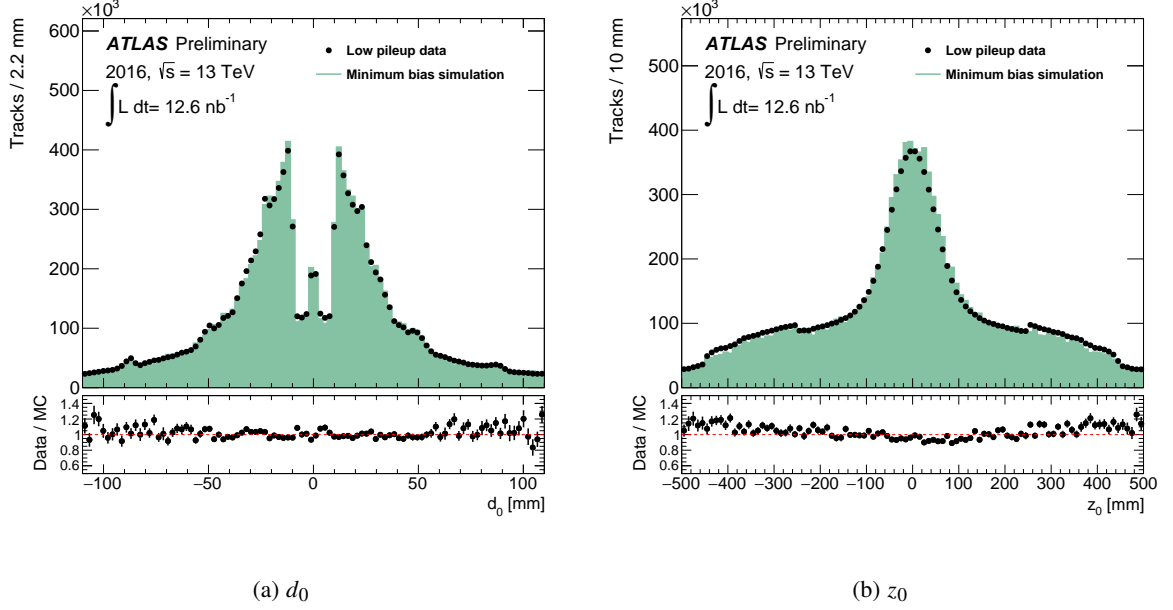 ×10³
Tracks / 2.2 mm
600
500
400
300
200
100
0
ATLAS Preliminary
2016, √s = 13 TeV
∫ L dt= 12.6 nb⁻¹
Low pileup data
Minimum bias simulation
Data / MC
1.4
1.2
1
0.8
0.6
−100 −50 0 50 100
d₀ [mm]
(a) d₀
×10³
Tracks / 10 mm
500
400
300
200
100
0
ATLAS Preliminary
2016, √s = 13 TeV
∫ L dt= 12.6 nb⁻¹
Low pileup data
Minimum bias simulation
Data / MC
1.4
1.2
1
0.8
0.6
−500 −400 −300 −200 −100 0 100 200 300 400 500
z₀ [mm]
(b) z₀